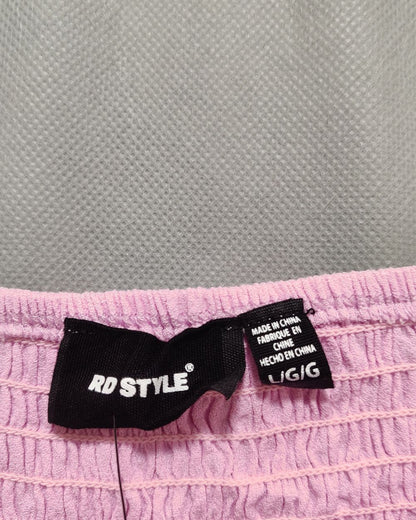 RD STYLE®
MADE IN CHINA
FABRIQUE EN
CHINE
HECHO EN CHINA
L/G/G